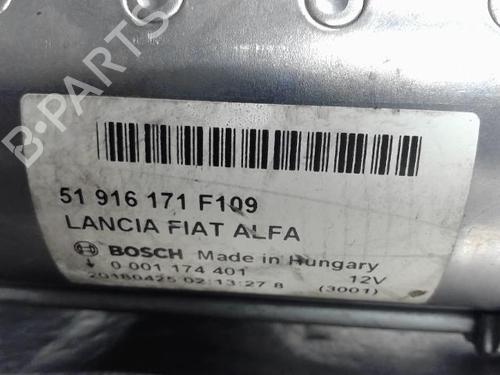 B-PARTS
51 916 171 F109
LANCIA FIAT ALFA
BOSCH Made in Hungary
0 001 174 401 12V
20180425 02:13:27 8 (3001)